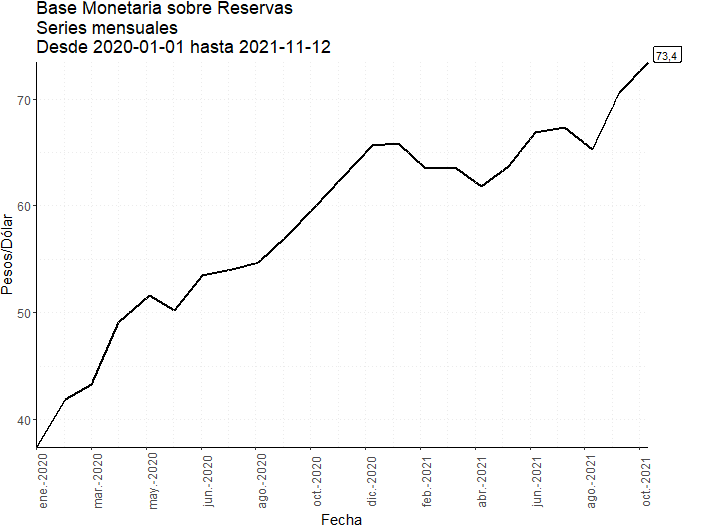 Base Monetaria sobre Reservas
Series mensuales
Desde 2020-01-01 hasta 2021-11-12
73,4
70
60
50
40
Pesos/Dólar
ene.-2020
mar.-2020
may.-2020
jun.-2020
ago.-2020
oct.-2020
dic.-2020
feb.-2021
abr.-2021
jun.-2021
ago.-2021
oct.-2021
Fecha